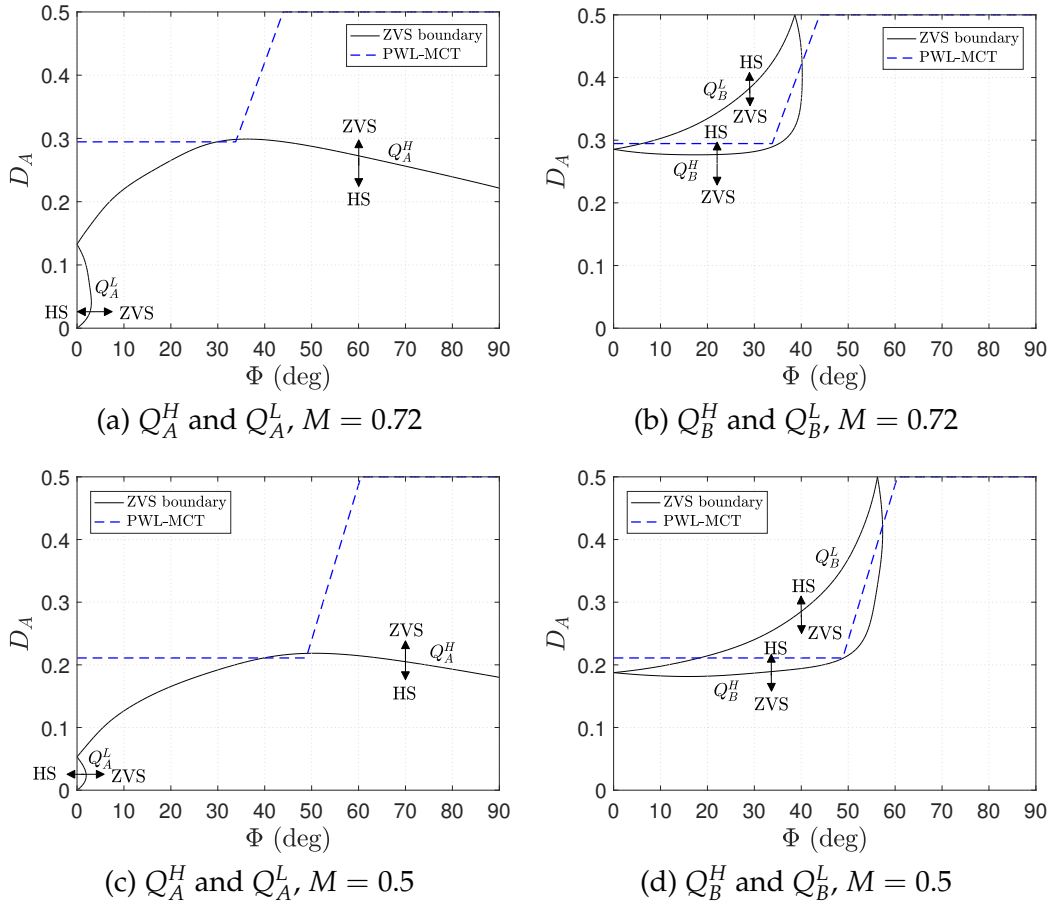 0.5
0.4
0.3
0.2
0.1
0
D_A
ZVS boundary
PWL-MCT
ZVS
Q_A^H
HS
Q_A^L
HS
ZVS
0 10 20 30 40 50 60 70 80 90
Φ (deg)
(a) Q_A^H and Q_A^L, M = 0.72
0.5
0.4
0.3
0.2
0.1
0
D_A
ZVS boundary
PWL-MCT
HS
Q_B^L
ZVS
HS
Q_B^H
ZVS
0 10 20 30 40 50 60 70 80 90
Φ (deg)
(b) Q_B^H and Q_B^L, M = 0.72
0.5
0.4
0.3
0.2
0.1
0
D_A
ZVS boundary
PWL-MCT
ZVS
Q_A^H
HS
Q_A^L
HS
ZVS
0 10 20 30 40 50 60 70 80 90
Φ (deg)
(c) Q_A^H and Q_A^L, M = 0.5
0.5
0.4
0.3
0.2
0.1
0
D_A
ZVS boundary
PWL-MCT
Q_B^L
HS
ZVS
HS
Q_B^H
ZVS
0 10 20 30 40 50 60 70 80 90
Φ (deg)
(d) Q_B^H and Q_B^L, M = 0.5